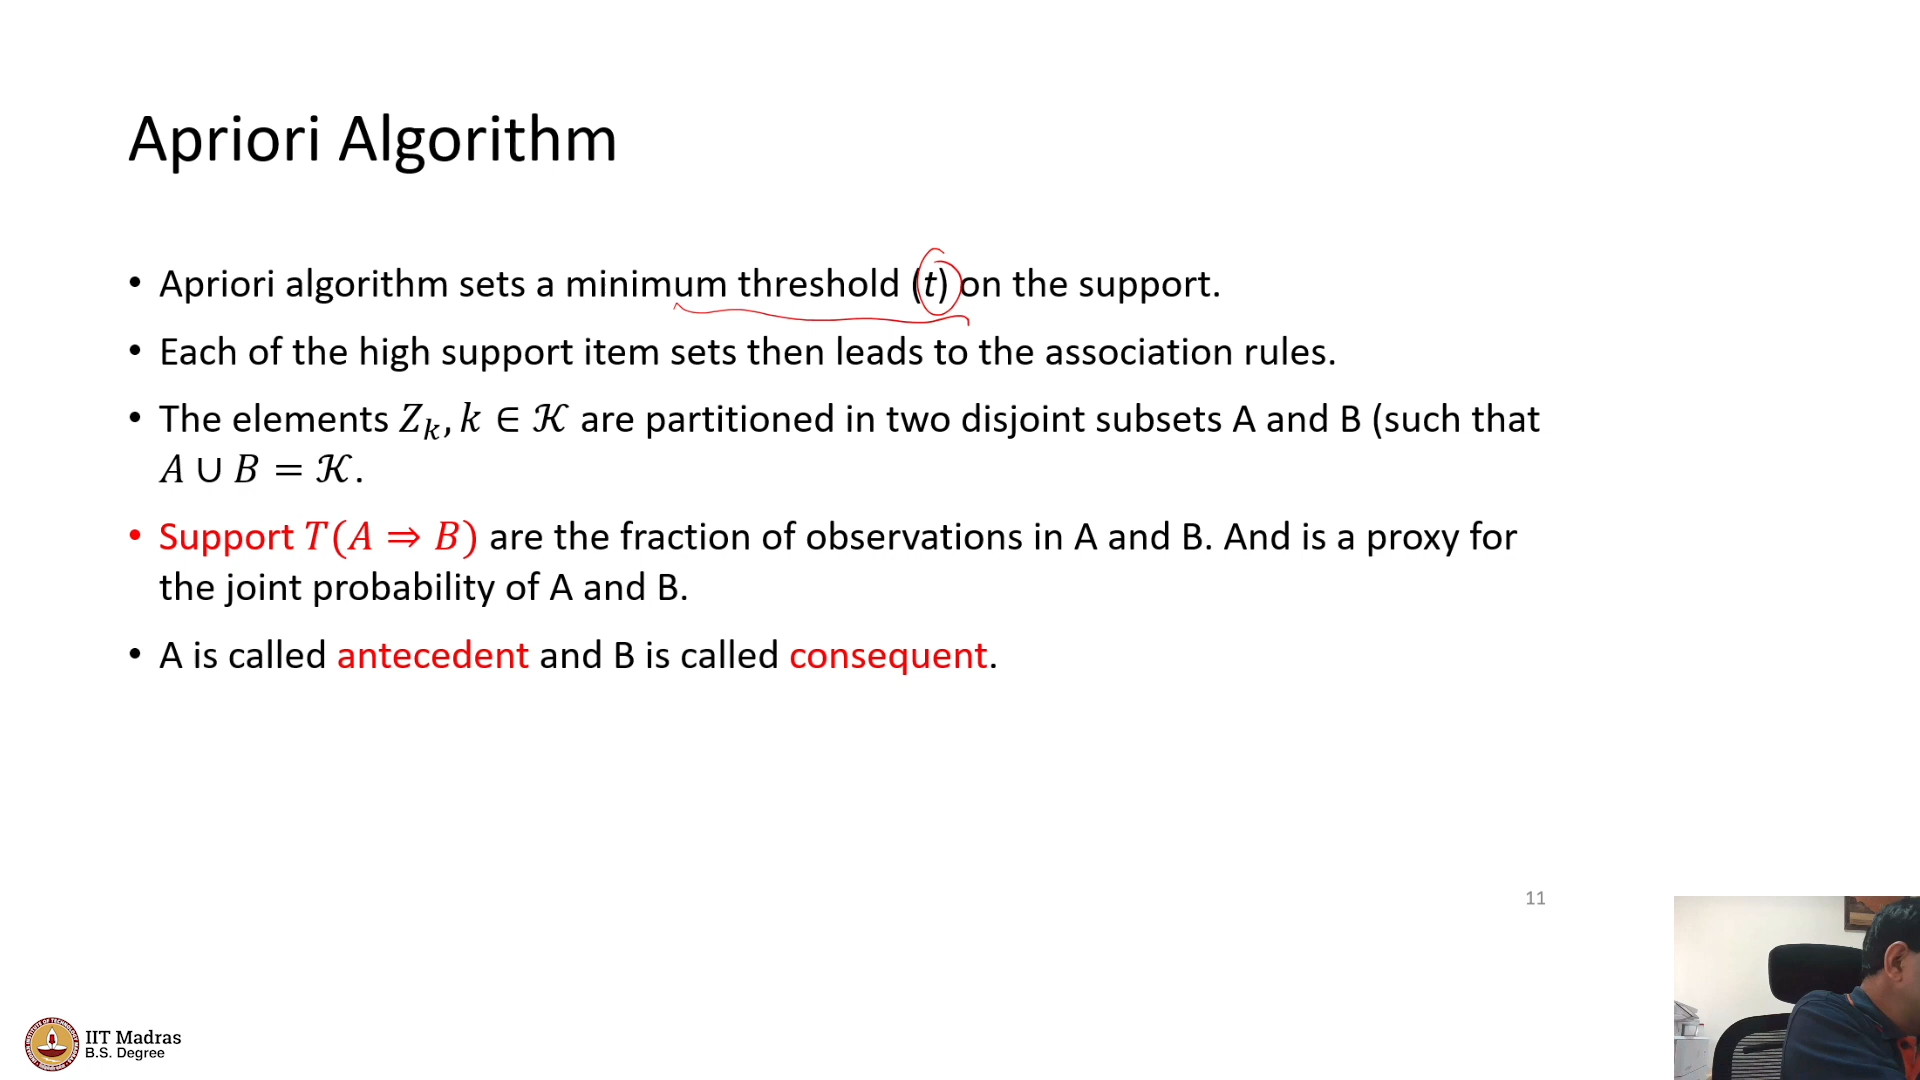 Apriori Algorithm
• Apriori algorithm sets a minimum threshold (t) on the support.
• Each of the high support item sets then leads to the association rules.
• The elements Zₖ, k ∈ 𝒦 are partitioned in two disjoint subsets A and B (such that
A ∪ B = 𝒦.
• Support T(A ⇒ B) are the fraction of observations in A and B. And is a proxy for
the joint probability of A and B.
• A is called antecedent and B is called consequent.
11
IIT Madras
B.S. Degree